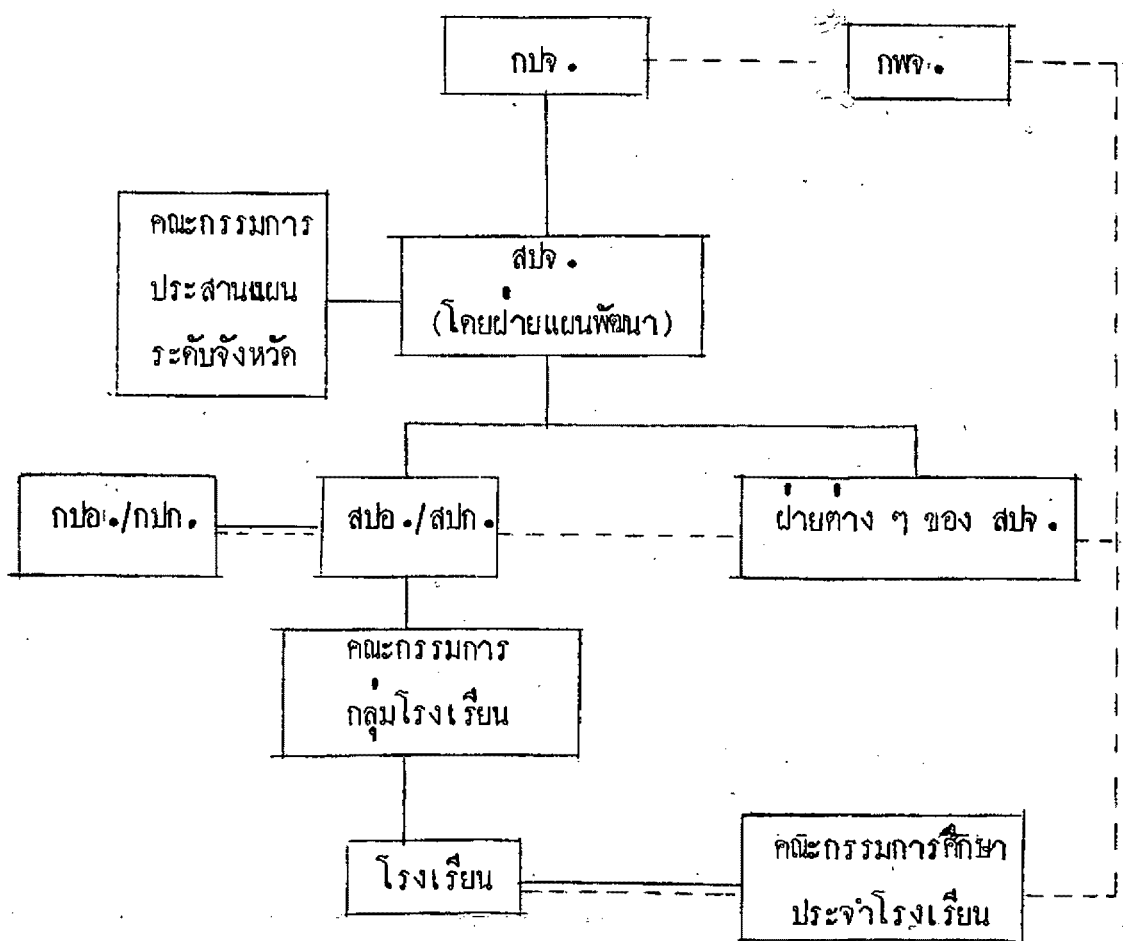 กปจ.
กพจ.
คณะกรรมการ
ประสานแผน
ระดับจังหวัด
สปจ.
(โดยฝ่ายแผนพัฒนา)
กปอ./กปก.
สปอ./สปก.
ฝ่ายต่าง ๆ ของ สปจ.
คณะกรรมการ
กลุ่มโรงเรียน
โรงเรียน
คณะกรรมการศึกษา
ประจำโรงเรียน